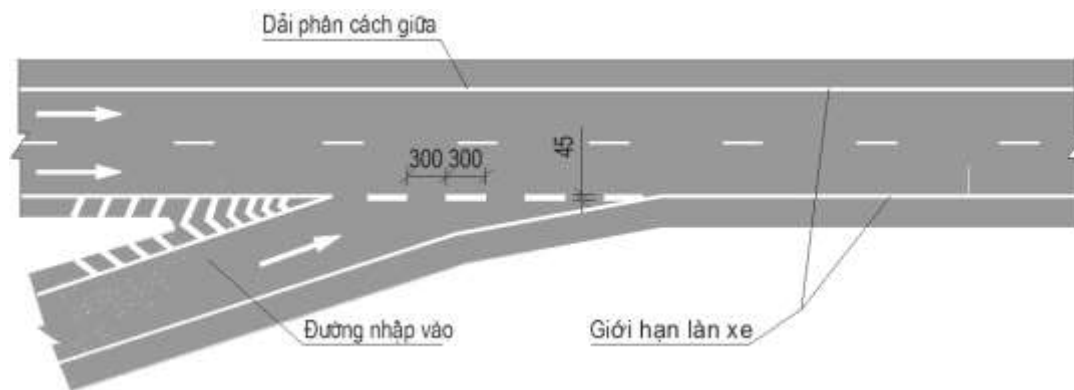 Dải phân cách giữa
300 300
45
Đường nhập vào
Giới hạn làn xe